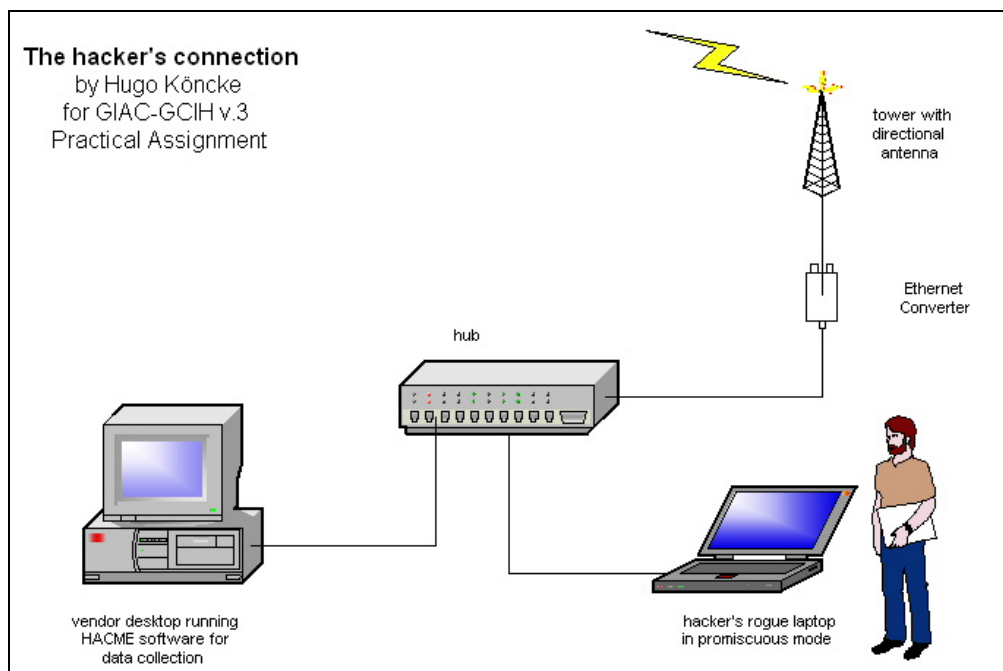 The hacker's connection
by Hugo Köncke
for GIAC-GCIH v.3
Practical Assignment
tower with
directional
antenna
Ethernet
Converter
hub
vendor desktop running
HACME software for
data collection
hacker's rogue laptop
in promiscuous mode